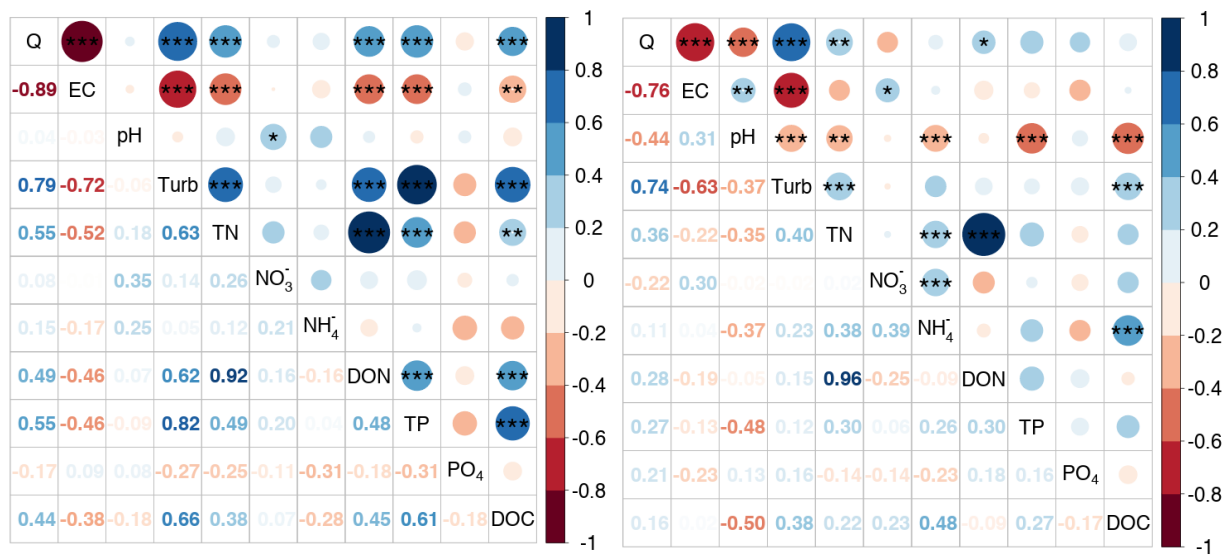 Q *** *** *** *** *** ***
-0.89 EC *** *** *** *** **
0.04 -0.03 pH *
0.79 -0.72 -0.06 Turb *** *** *** ***
0.55 -0.52 0.18 0.63 TN *** *** **
0.08 0.35 0.14 0.26 NO₃⁻
0.15 -0.17 0.25 0.05 0.12 0.21 NH₄⁻
0.49 -0.46 0.07 0.62 0.92 0.16 -0.16 DON *** ***
0.55 -0.46 -0.09 0.82 0.49 0.20 0.04 0.48 TP ***
-0.17 0.09 0.08 -0.27 -0.25 -0.11 -0.31 -0.18 -0.31 PO₄
0.44 -0.38 -0.18 0.66 0.38 0.07 -0.28 0.45 0.61 -0.18 DOC
1
0.8
0.6
0.4
0.2
0
-0.2
-0.4
-0.6
-0.8
-1
Q *** *** *** ** *
-0.76 EC ** *** *
-0.44 0.31 pH *** ** *** *** ***
0.74 -0.63 -0.37 Turb *** ***
0.36 -0.22 -0.35 0.40 TN *** ***
-0.22 0.30 NO₃⁻ ***
0.11 0.04 -0.37 0.23 0.38 0.39 NH₄⁻ ***
0.28 -0.19 -0.05 0.15 0.96 -0.25 -0.09 DON
0.27 -0.13 -0.48 0.12 0.30 0.06 0.26 0.30 TP
0.21 -0.23 0.13 0.16 -0.14 -0.14 -0.23 0.18 0.16 PO₄
0.16 0.02 -0.50 0.38 0.22 0.23 0.48 -0.09 0.27 -0.17 DOC
1
0.8
0.6
0.4
0.2
0
-0.2
-0.4
-0.6
-0.8
-1